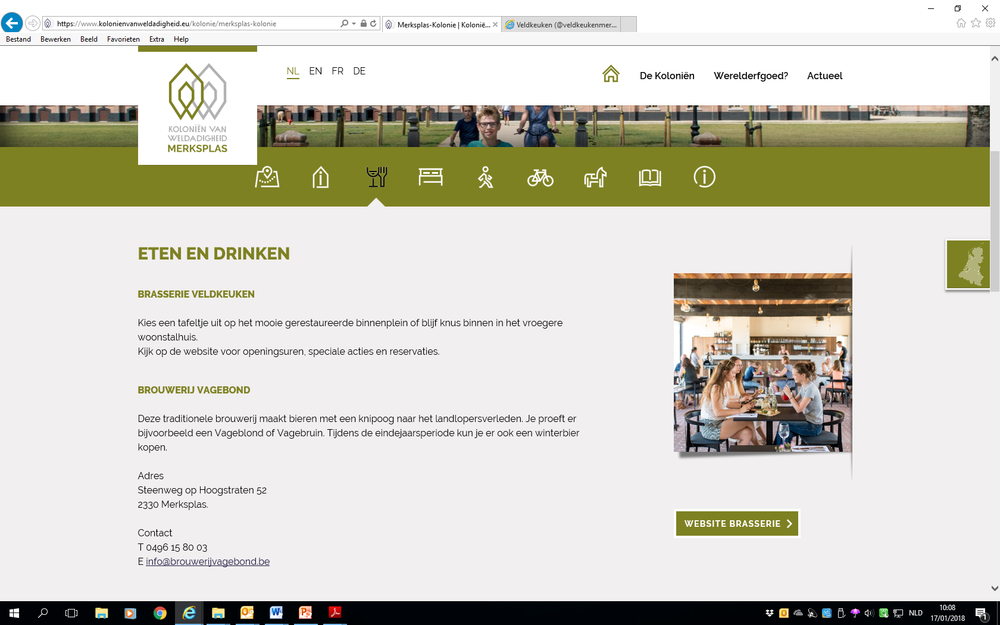 https://www.kolonienvanweldadigheid.eu/kolonie/merksplas-kolonie
Merksplas-Kolonie | Kolonië...
Veldkeuken (@veldkeukenmer...
Bestand Bewerken Beeld Favorieten Extra Help
NL EN FR DE
De Koloniën Werelderfgoed? Actueel
KOLONIËN VAN
WELDADIGHEID
MERKSPLAS
ETEN EN DRINKEN
BRASSERIE VELDKEUKEN
Kies een tafeltje uit op het mooie gerestaureerde binnenplein of blijf knus binnen in het vroegere
woonstalhuis.
Kijk op de website voor openingsuren, speciale acties en reservaties.
BROUWERIJ VAGEBOND
Deze traditionele brouwerij maakt bieren met een knipoog naar het landlopersverleden. Je proeft er
bijvoorbeeld een Vageblond of Vagebruin. Tijdens de eindejaarsperiode kun je er ook een winterbier
kopen.
Adres
Steenweg op Hoogstraten 52
2330 Merksplas.
Contact
T 0496 15 80 03
E info@brouwerijvagebond.be
WEBSITE BRASSERIE
NLD
10:08
17/01/2018
1